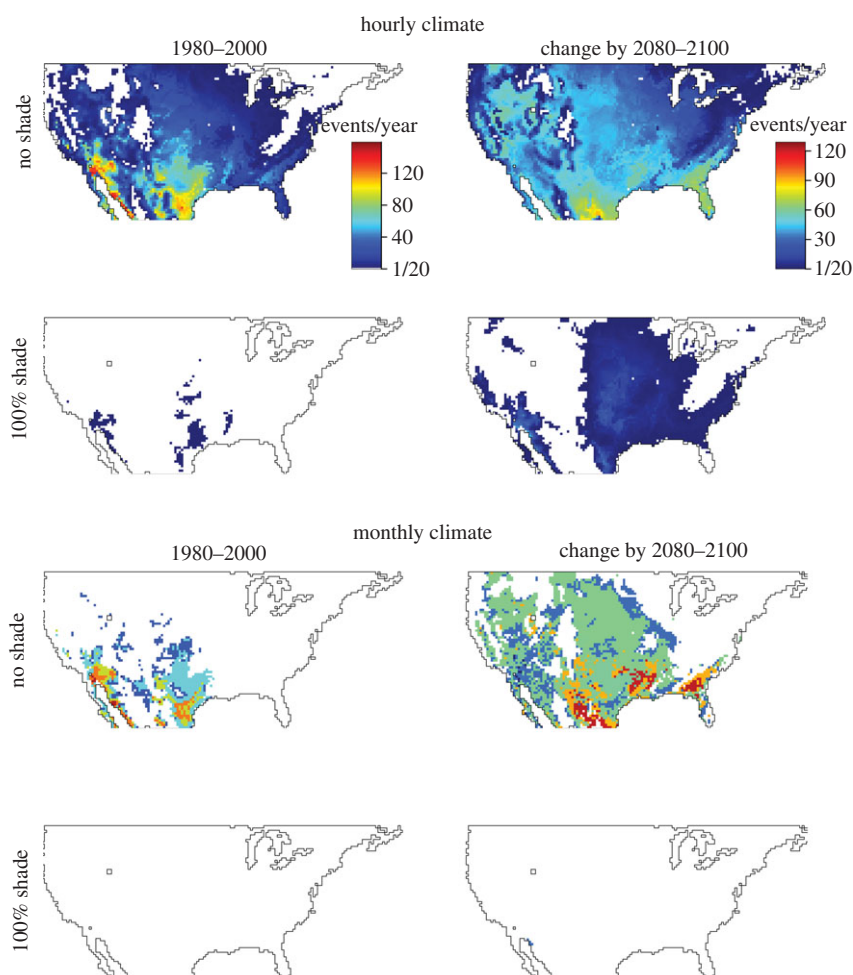 hourly climate
1980–2000
change by 2080–2100
no shade
events/year
120
80
40
1/20
events/year
120
90
60
30
1/20
100% shade
monthly climate
1980–2000
change by 2080–2100
no shade
100% shade